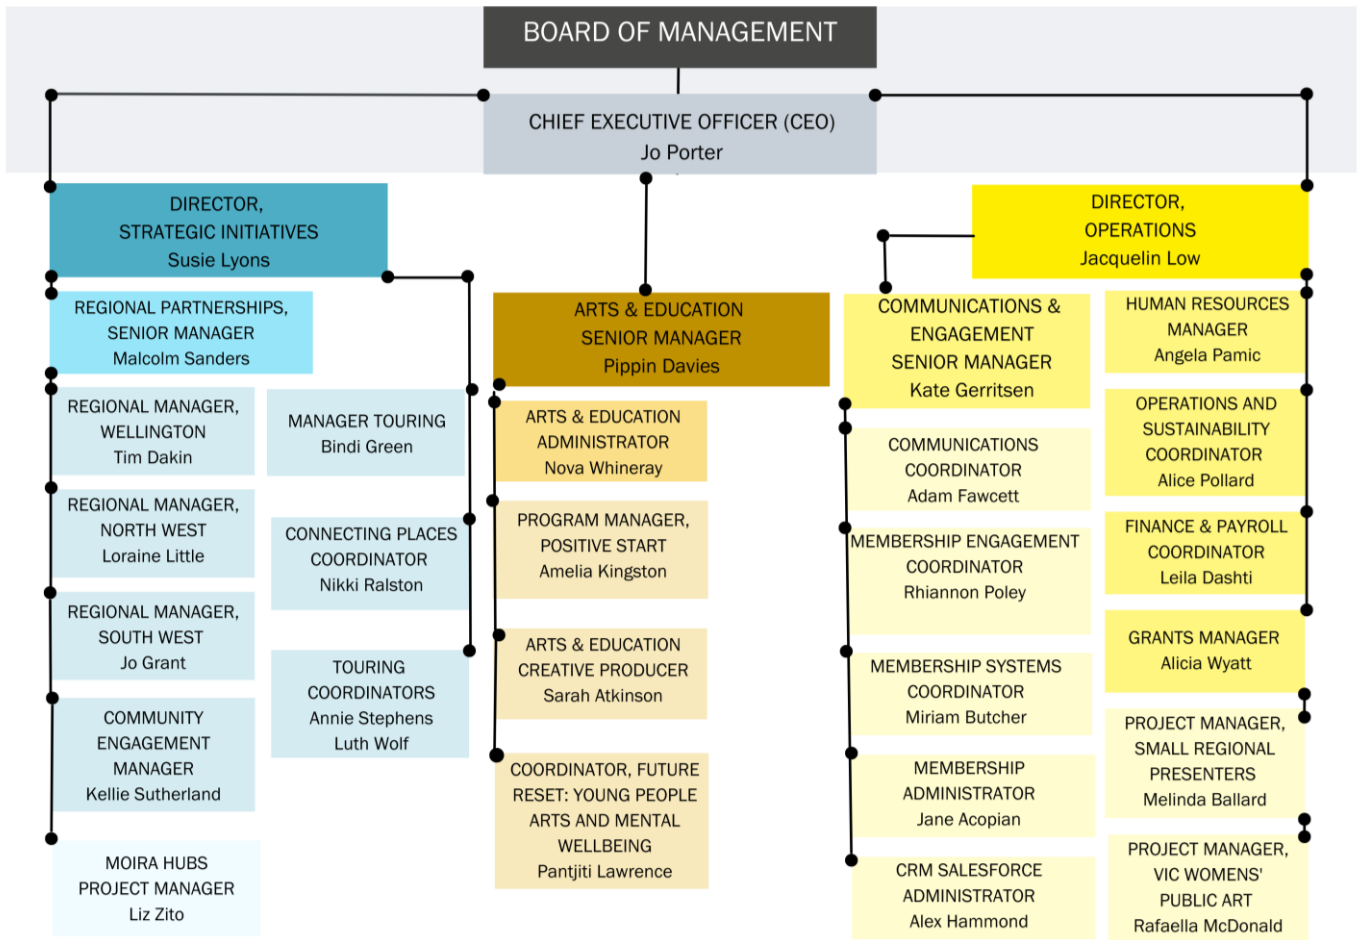 BOARD OF MANAGEMENT
CHIEF EXECUTIVE OFFICER (CEO)
Jo Porter
DIRECTOR,
STRATEGIC INITIATIVES
Susie Lyons
REGIONAL PARTNERSHIPS,
SENIOR MANAGER
Malcolm Sanders
REGIONAL MANAGER,
WELLINGTON
Tim Dakin
REGIONAL MANAGER,
NORTH WEST
Loraine Little
REGIONAL MANAGER,
SOUTH WEST
Jo Grant
COMMUNITY
ENGAGEMENT
MANAGER
Kellie Sutherland
MOIRA HUBS
PROJECT MANAGER
Liz Zito
MANAGER TOURING
Bindi Green
CONNECTING PLACES
COORDINATOR
Nikki Ralston
TOURING
COORDINATORS
Annie Stephens
Luth Wolf
ARTS & EDUCATION
SENIOR MANAGER
Pippin Davies
ARTS & EDUCATION
ADMINISTRATOR
Nova Whineray
PROGRAM MANAGER,
POSITIVE START
Amelia Kingston
ARTS & EDUCATION
CREATIVE PRODUCER
Sarah Atkinson
COORDINATOR, FUTURE
RESET: YOUNG PEOPLE
ARTS AND MENTAL
WELLBEING
Pantjiti Lawrence
DIRECTOR,
OPERATIONS
Jacquelin Low
COMMUNICATIONS &
ENGAGEMENT
SENIOR MANAGER
Kate Gerritsen
COMMUNICATIONS
COORDINATOR
Adam Fawcett
MEMBERSHIP ENGAGEMENT
COORDINATOR
Rhiannon Poley
MEMBERSHIP SYSTEMS
COORDINATOR
Miriam Butcher
MEMBERSHIP
ADMINISTRATOR
Jane Acopian
CRM SALESFORCE
ADMINISTRATOR
Alex Hammond
HUMAN RESOURCES
MANAGER
Angela Pamic
OPERATIONS AND
SUSTAINABILITY
COORDINATOR
Alice Pollard
FINANCE & PAYROLL
COORDINATOR
Leila Dashti
GRANTS MANAGER
Alicia Wyatt
PROJECT MANAGER,
SMALL REGIONAL
PRESENTERS
Melinda Ballard
PROJECT MANAGER,
VIC WOMENS'
PUBLIC ART
Rafaella McDonald